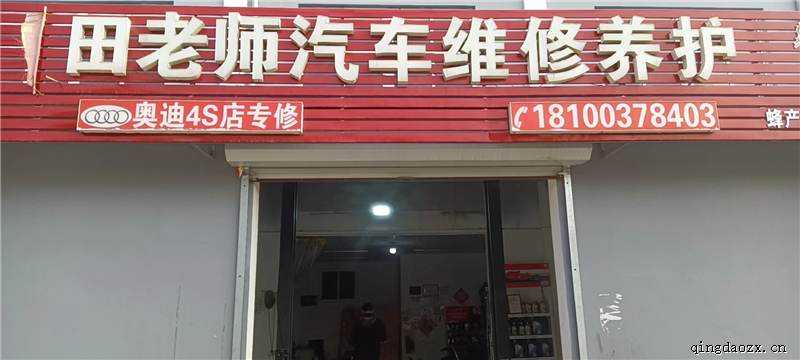 田老师汽车维修养护
奥迪4S店专修
18100378403
蜂产
qingdaozx.cn